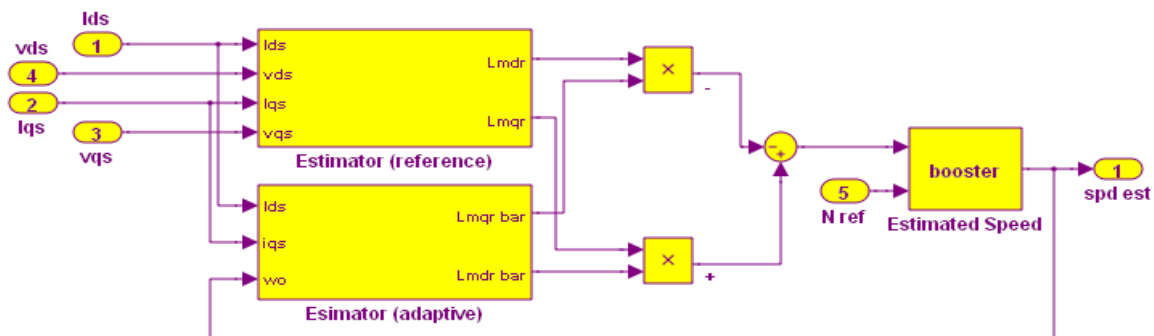 Ids
1
vds
4
2
Iqs
3
vqs
Ids
vds
Iqs
vqs
Lmdr
Lmqr
Estimator (reference)
Ids
iqs
wo
Lmqr bar
Lmdr bar
Esimator (adaptive)
×
-
×
+
-
+
5
N ref
booster
Estimated Speed
1
spd est